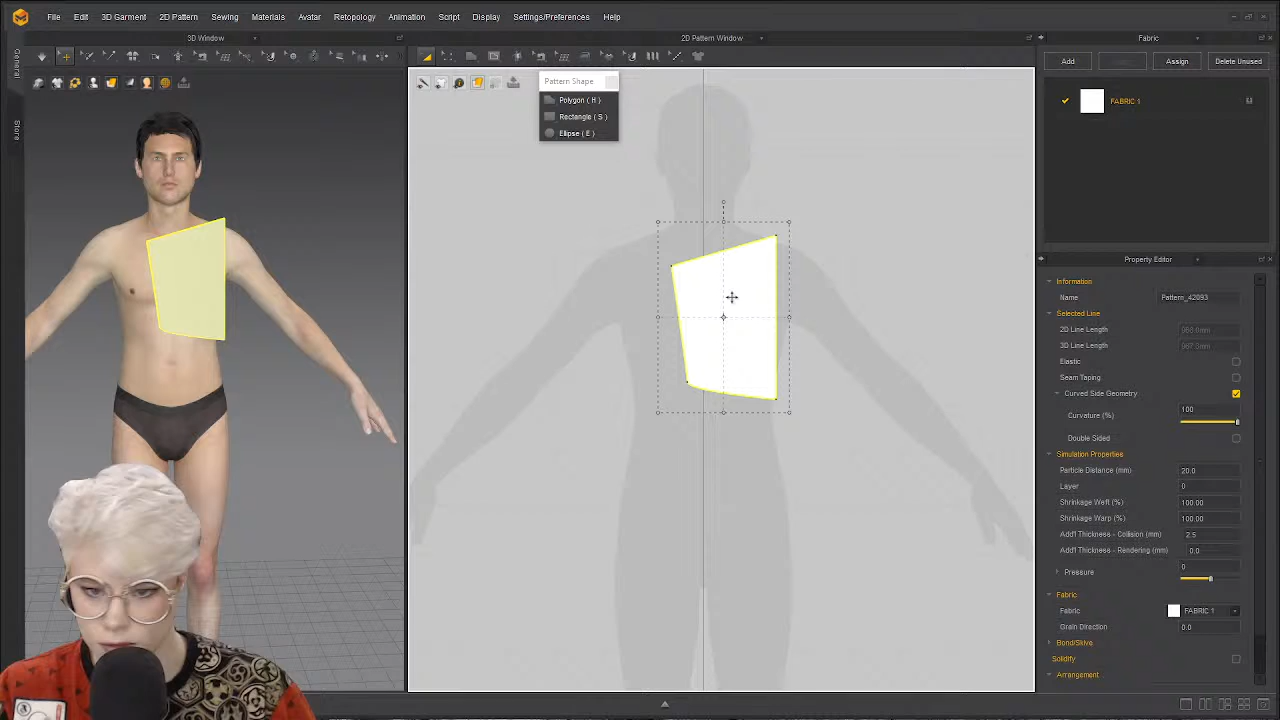 File Edit 3D Garment 2D Pattern Sewing Materials Avatar Retopology Animation Script Display Settings/Preferences Help
3D Window
2D Pattern Window
Fabric
General
Store
Add
Assign
Delete Unused
FABRIC 1
Pattern Shape
Polygon ( H )
Rectangle ( S )
Ellipse ( E )
Property Editor
Information
Name Pattern_42093
Selected Line
2D Line Length
3D Line Length
Elastic
Seam Taping
Curved Side Geometry
Curvature (%) 100
Double Sided
Simulation Properties
Particle Distance (mm) 20.0
Layer 0
Shrinkage Weft (%) 100.00
Shrinkage Warp (%) 100.00
Add'l Thickness - Collision (mm) 2.5
Add'l Thickness - Rendering (mm) 0.0
Pressure 0
Fabric
Fabric FABRIC 1
Grain Direction 0.0
Bond/Skive
Solidify
Arrangement